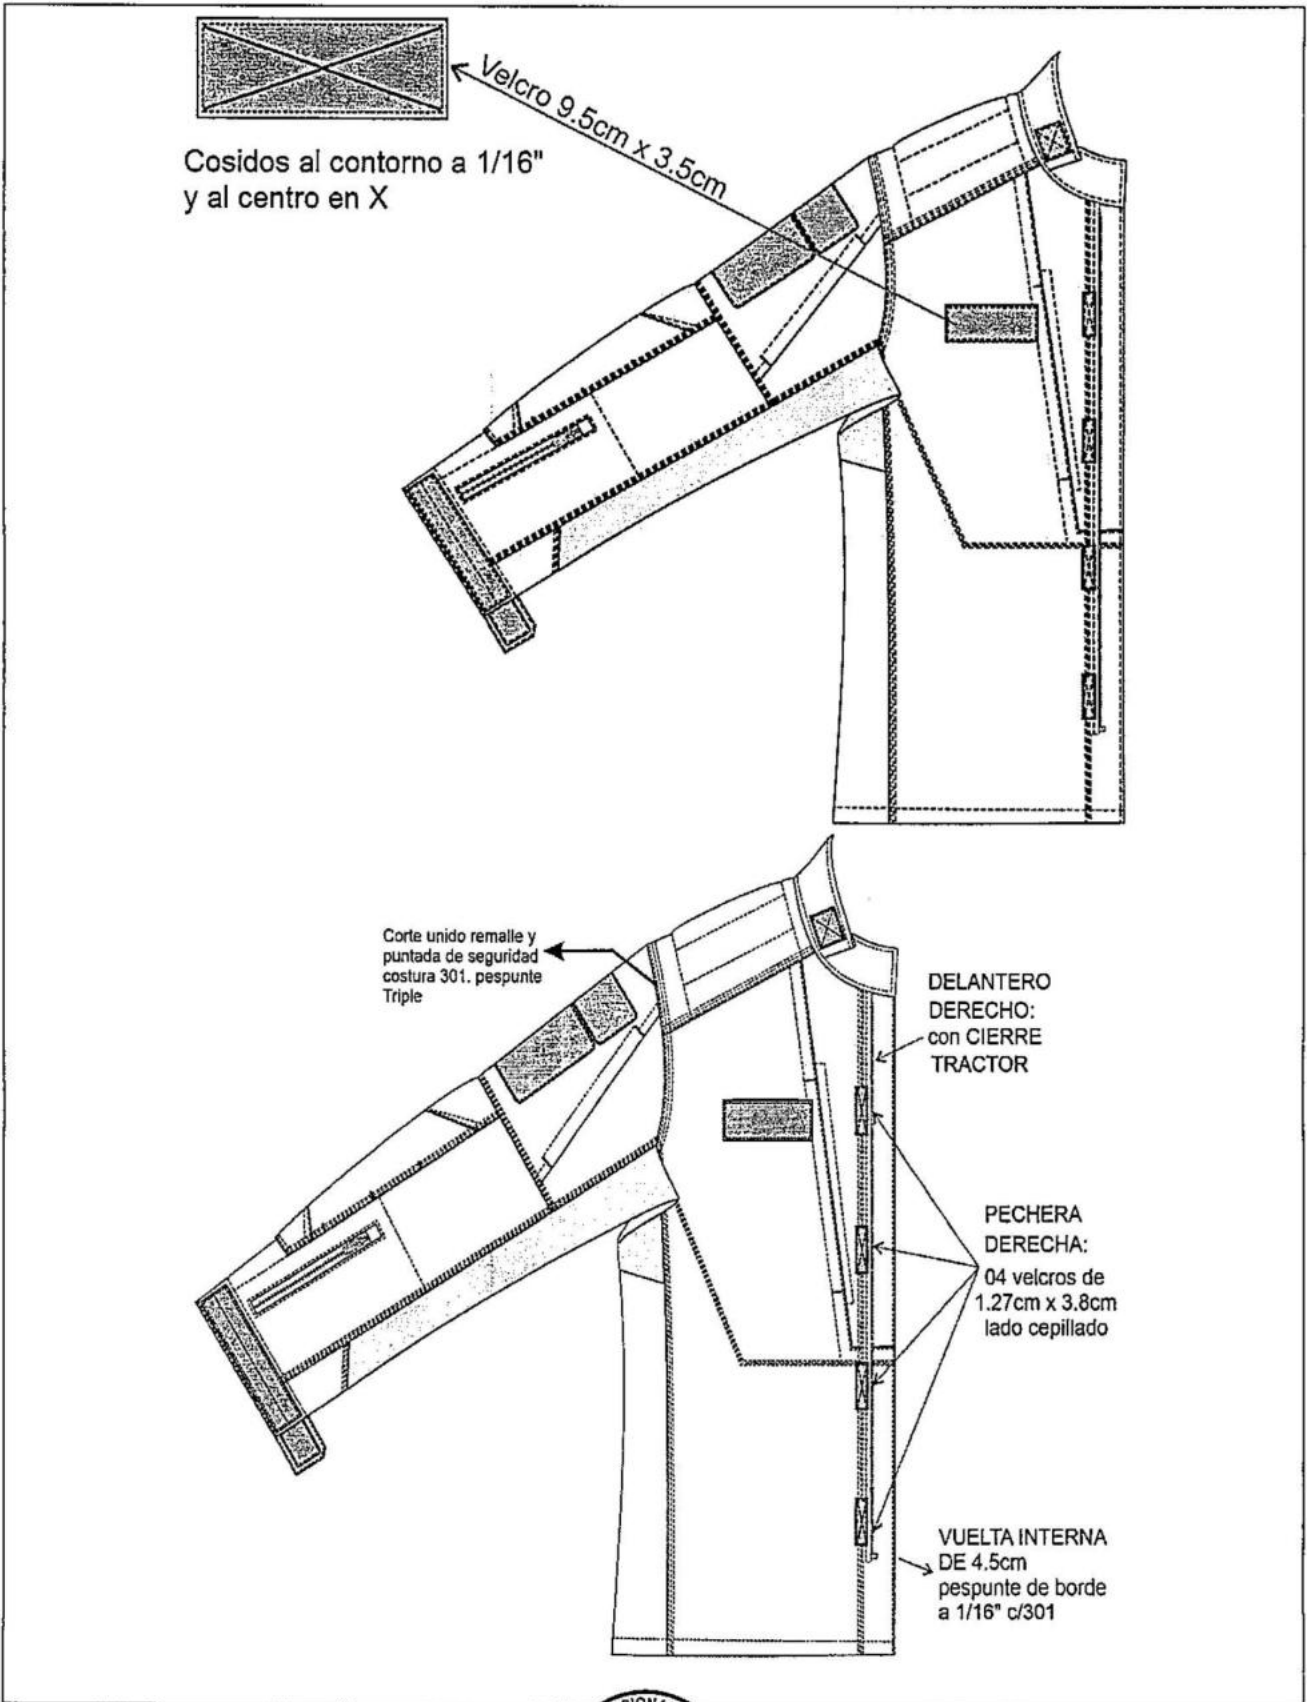 Velcro 9.5cm x 3.5cm
Cosidos al contorno a 1/16"
y al centro en X
Corte unido remalle y
puntada de seguridad
costura 301. pespunte
Triple
DELANTERO
DERECHO:
con CIERRE
TRACTOR
PECHERA
DERECHA:
04 velcros de
1.27cm x 3.8cm
lado cepillado
VUELTA INTERNA
DE 4.5cm
pespunte de borde
a 1/16" c/301